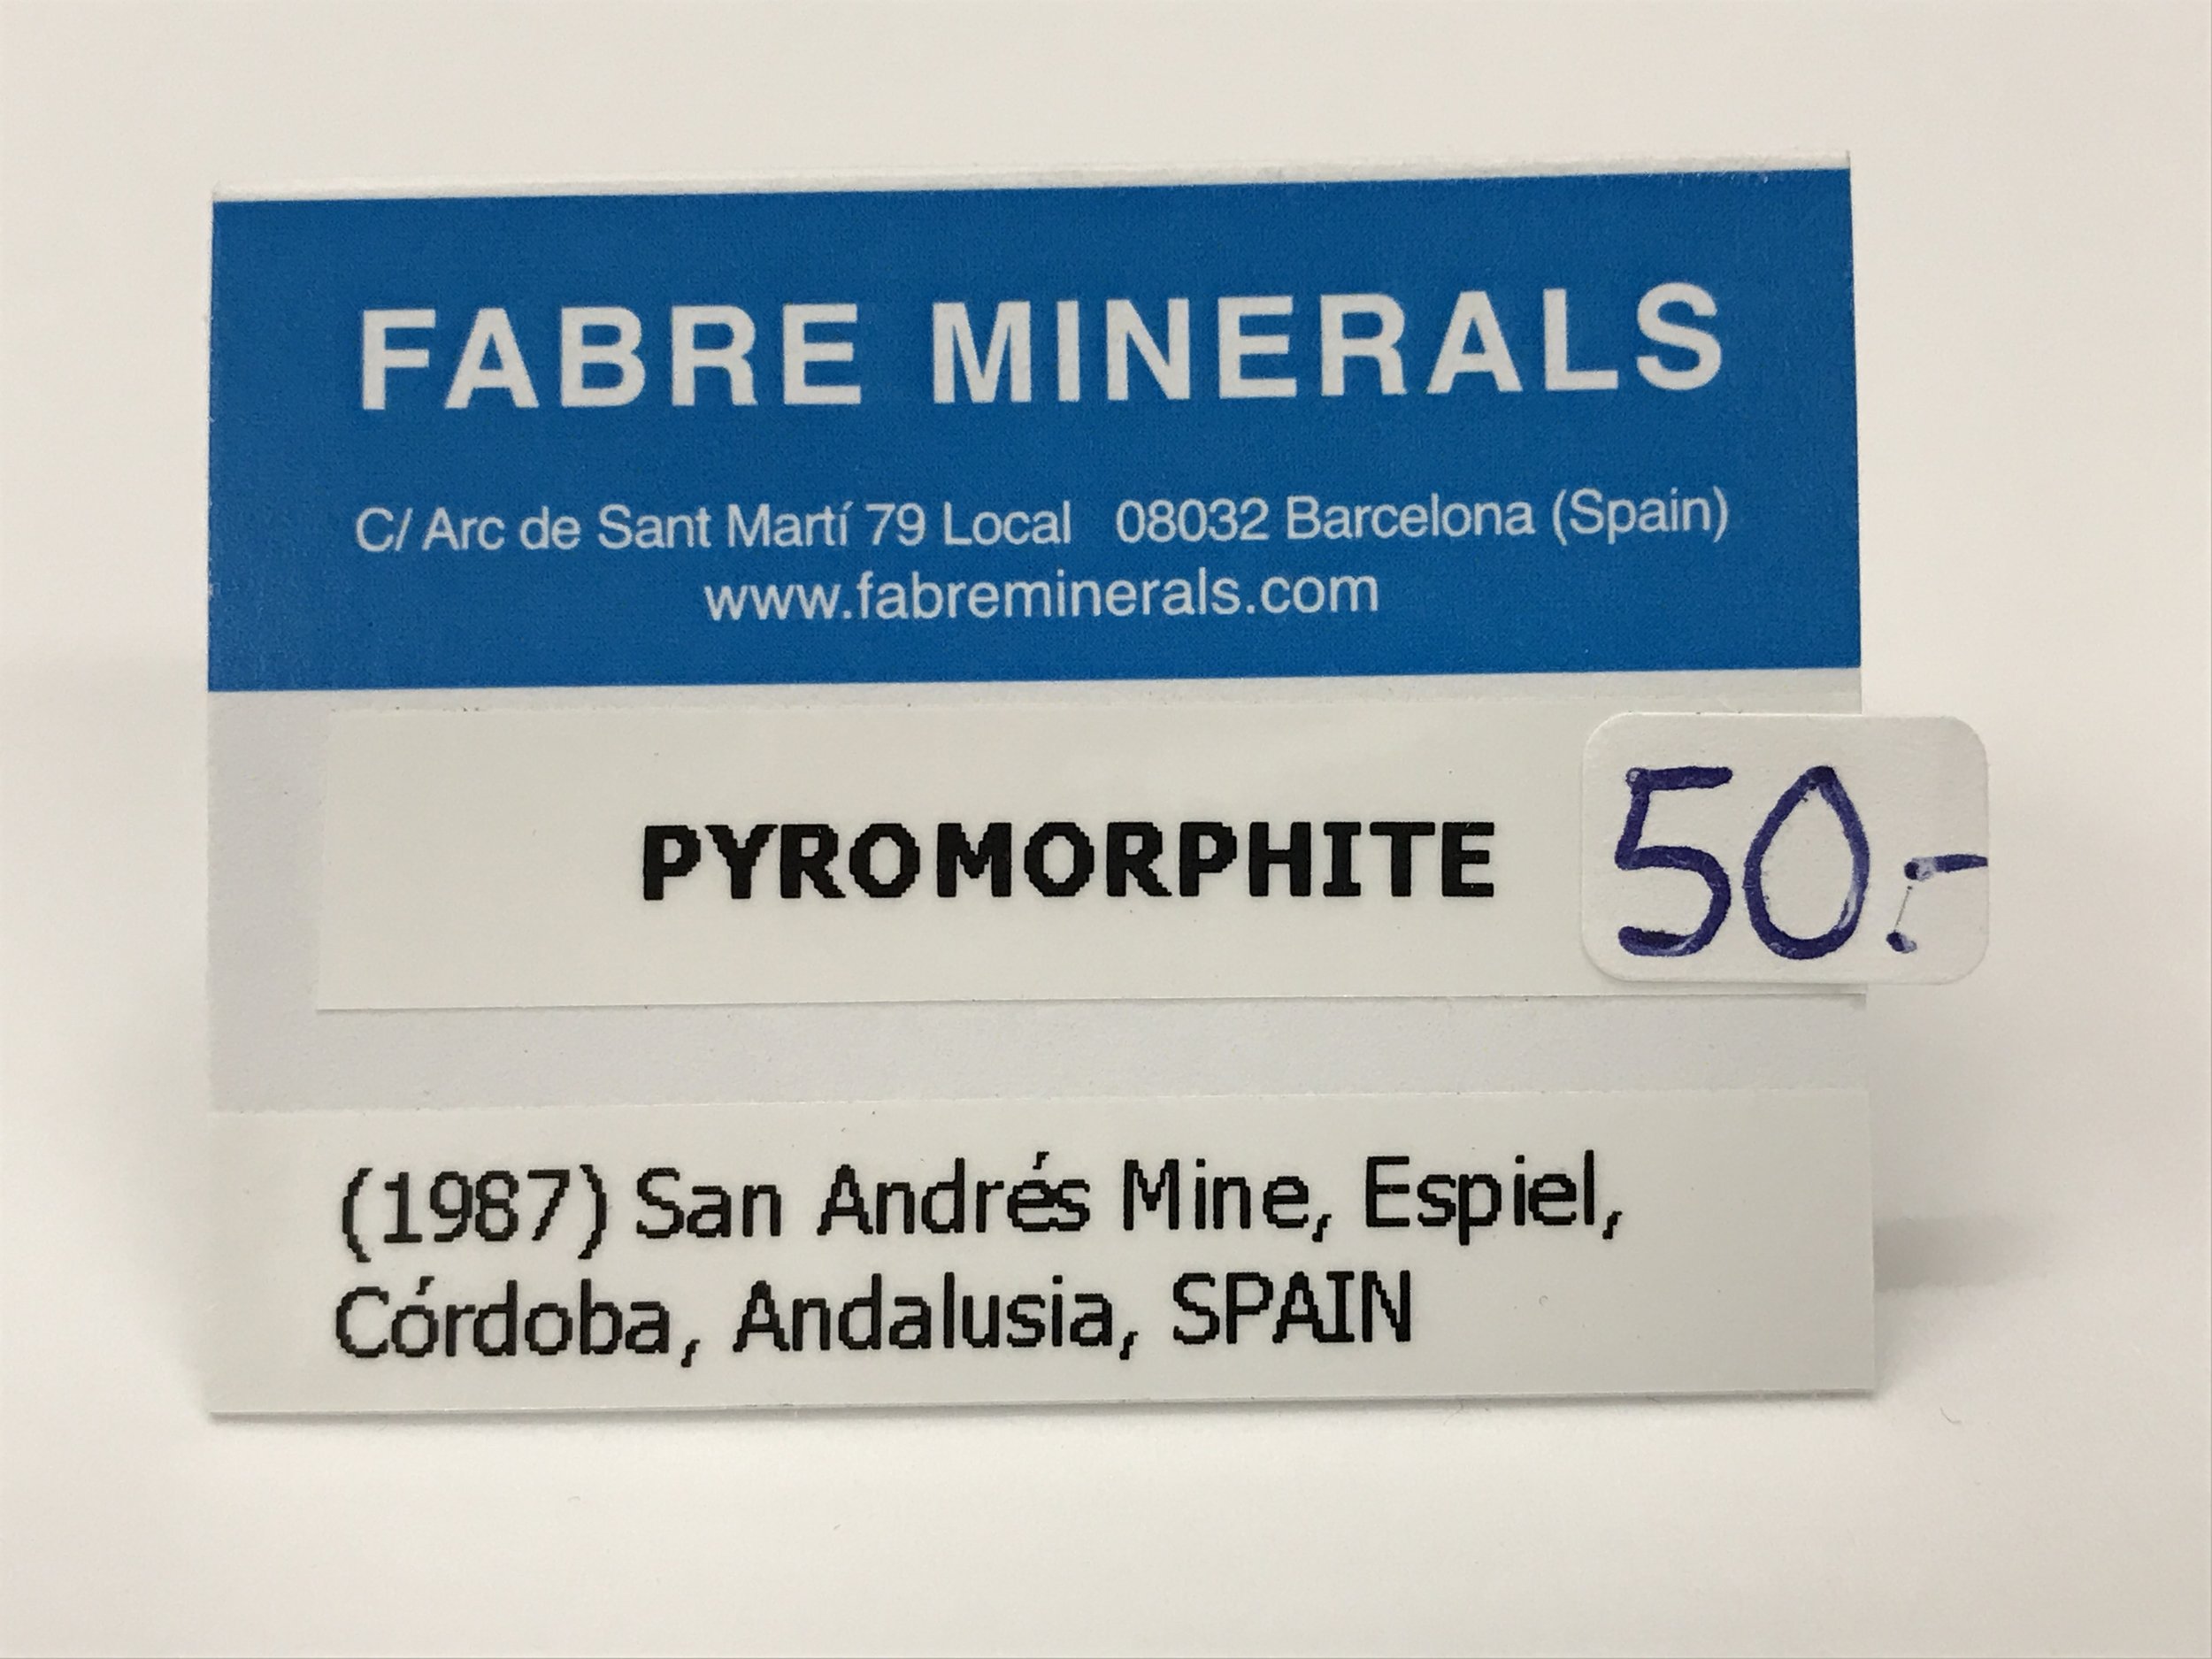 FABRE MINERALS
C/ Arc de Sant Martí 79 Local 08032 Barcelona (Spain)
www.fabreminerals.com
PYROMORPHITE
50.-
(1987) San Andrés Mine, Espiel,
Córdoba, Andalusia, SPAIN